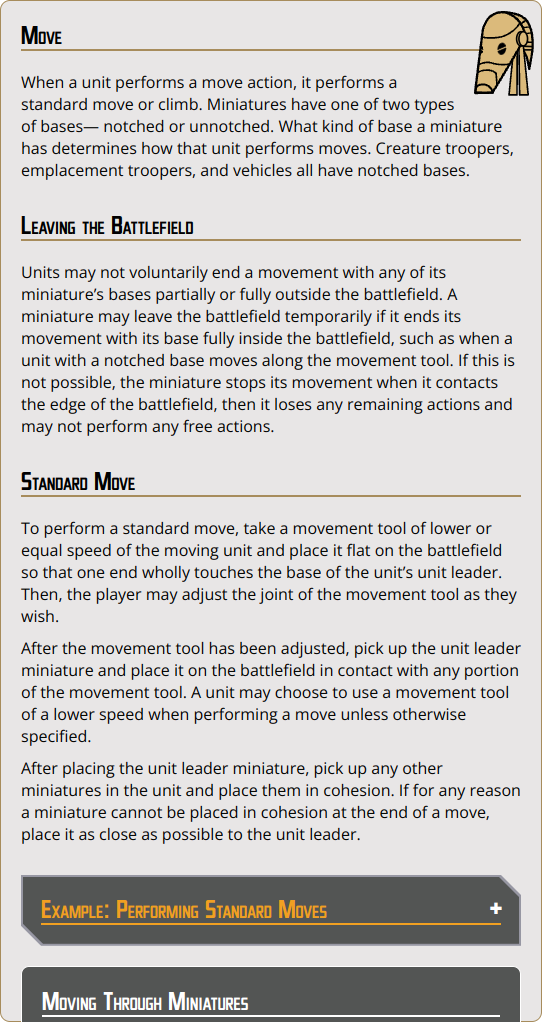 Move
When a unit performs a move action, it performs a
standard move or climb. Miniatures have one of two types
of bases— notched or unnotched. What kind of base a miniature
has determines how that unit performs moves. Creature troopers,
emplacement troopers, and vehicles all have notched bases.
Leaving the Battlefield
Units may not voluntarily end a movement with any of its
miniature’s bases partially or fully outside the battlefield. A
miniature may leave the battlefield temporarily if it ends its
movement with its base fully inside the battlefield, such as when a
unit with a notched base moves along the movement tool. If this is
not possible, the miniature stops its movement when it contacts
the edge of the battlefield, then it loses any remaining actions and
may not perform any free actions.
Standard Move
To perform a standard move, take a movement tool of lower or
equal speed of the moving unit and place it flat on the battlefield
so that one end wholly touches the base of the unit’s unit leader.
Then, the player may adjust the joint of the movement tool as they
wish.
After the movement tool has been adjusted, pick up the unit leader
miniature and place it on the battlefield in contact with any portion
of the movement tool. A unit may choose to use a movement tool
of a lower speed when performing a move unless otherwise
specified.
After placing the unit leader miniature, pick up any other
miniatures in the unit and place them in cohesion. If for any reason
a miniature cannot be placed in cohesion at the end of a move,
place it as close as possible to the unit leader.
Example: Performing Standard Moves +
Moving Through Miniatures